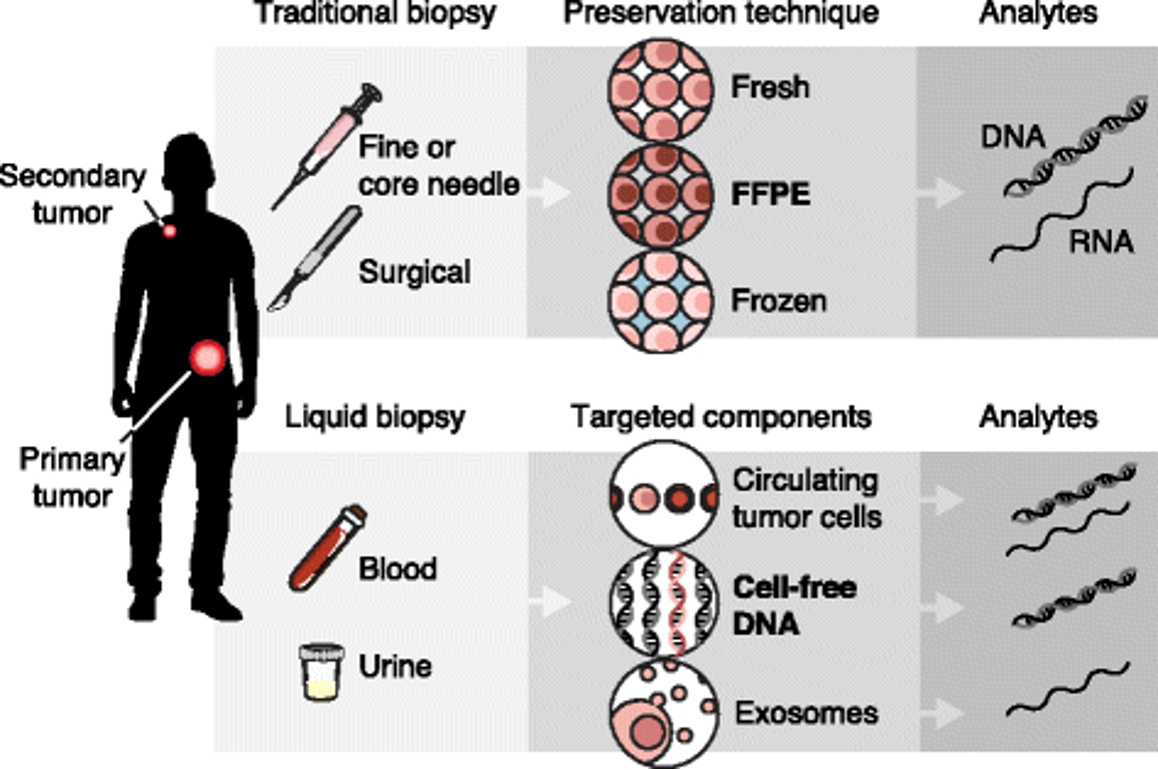 Traditional biopsy
Preservation technique
Analytes
Secondary
tumor
Fine or
core needle
Surgical
Fresh
FFPE
Frozen
DNA
RNA
Primary
tumor
Liquid biopsy
Targeted components
Analytes
Blood
Urine
Circulating
tumor cells
Cell-free
DNA
Exosomes